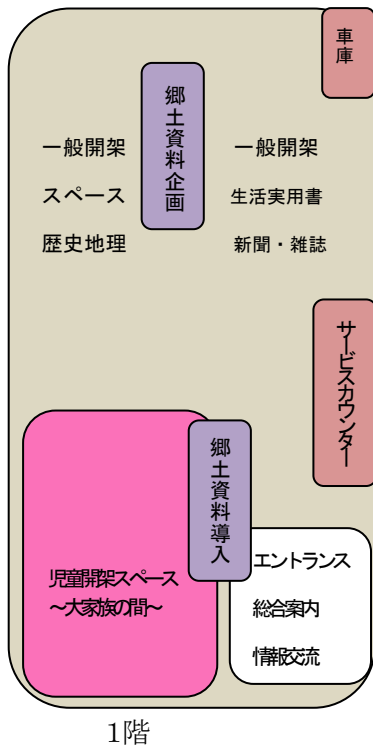 車庫
郷土資料企画
一般開架
スペース
歴史地理
一般開架
生活実用書
新聞・雑誌
サービスカウンター
郷土資料導入
児童開架スペース
～大家族の間～
エントランス
総合案内
情報交流
1階